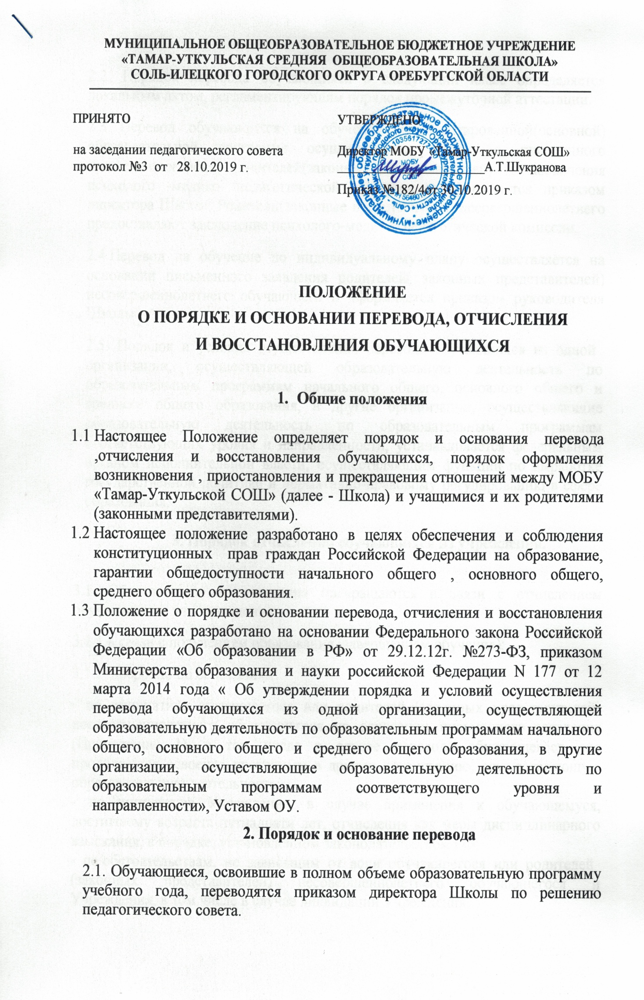 МУНИЦИПАЛЬНОЕ ОБЩЕОБРАЗОВАТЕЛЬНОЕ БЮДЖЕТНОЕ УЧРЕЖДЕНИЕ
«ТАМАР-УТКУЛЬСКАЯ СРЕДНЯЯ ОБЩЕОБРАЗОВАТЕЛЬНАЯ ШКОЛА»
СОЛЬ-ИЛЕЦКОГО ГОРОДСКОГО ОКРУГА ОРЕБУРГСКОЙ ОБЛАСТИ
ПРИНЯТО
на заседании педагогического совета
протокол №3 от 28.10.2019 г.
УТВЕРЖДЕНО
Директор МОБУ «Тамар-Уткульская СОШ»
А.Т.Шукранова
Приказ №182/4от 30.10.2019 г.
МОБУ
СОШ
ПОЛОЖЕНИЕ
О ПОРЯДКЕ И ОСНОВАНИИ ПЕРЕВОДА, ОТЧИСЛЕНИЯ
И ВОССТАНОВЛЕНИЯ ОБУЧАЮЩИХСЯ
1. Общие положения
1.1 Настоящее Положение определяет порядок и основания перевода
,отчисления и восстановления обучающихся, порядок оформления
возникновения , приостановления и прекращения отношений между МОБУ
«Тамар-Уткульской СОШ» (далее - Школа) и учащимися и их родителями
(законными представителями).
1.2 Настоящее положение разработано в целях обеспечения и соблюдения
конституционных прав граждан Российской Федерации на образование,
гарантии общедоступности начального общего , основного общего,
среднего общего образования.
1.3 Положение о порядке и основании перевода, отчисления и восстановления
обучающихся разработано на основании Федерального закона Российской
Федерации «Об образовании в РФ» от 29.12.12г. №273-ФЗ, приказом
Министерства образования и науки российской Федерации N 177 от 12
марта 2014 года « Об утверждении порядка и условий осуществления
перевода обучающихся из одной организации, осуществляющей
образовательную деятельность по образовательным программам начального
общего, основного общего и среднего общего образования, в другие
организации, осуществляющие образовательную деятельность по
образовательным программам соответствующего уровня и
направленности», Уставом ОУ.
2. Порядок и основание перевода
2.1. Обучающиеся, освоившие в полном объеме образовательную программу
учебного года, переводятся приказом директора Школы по решению
педагогического совета.